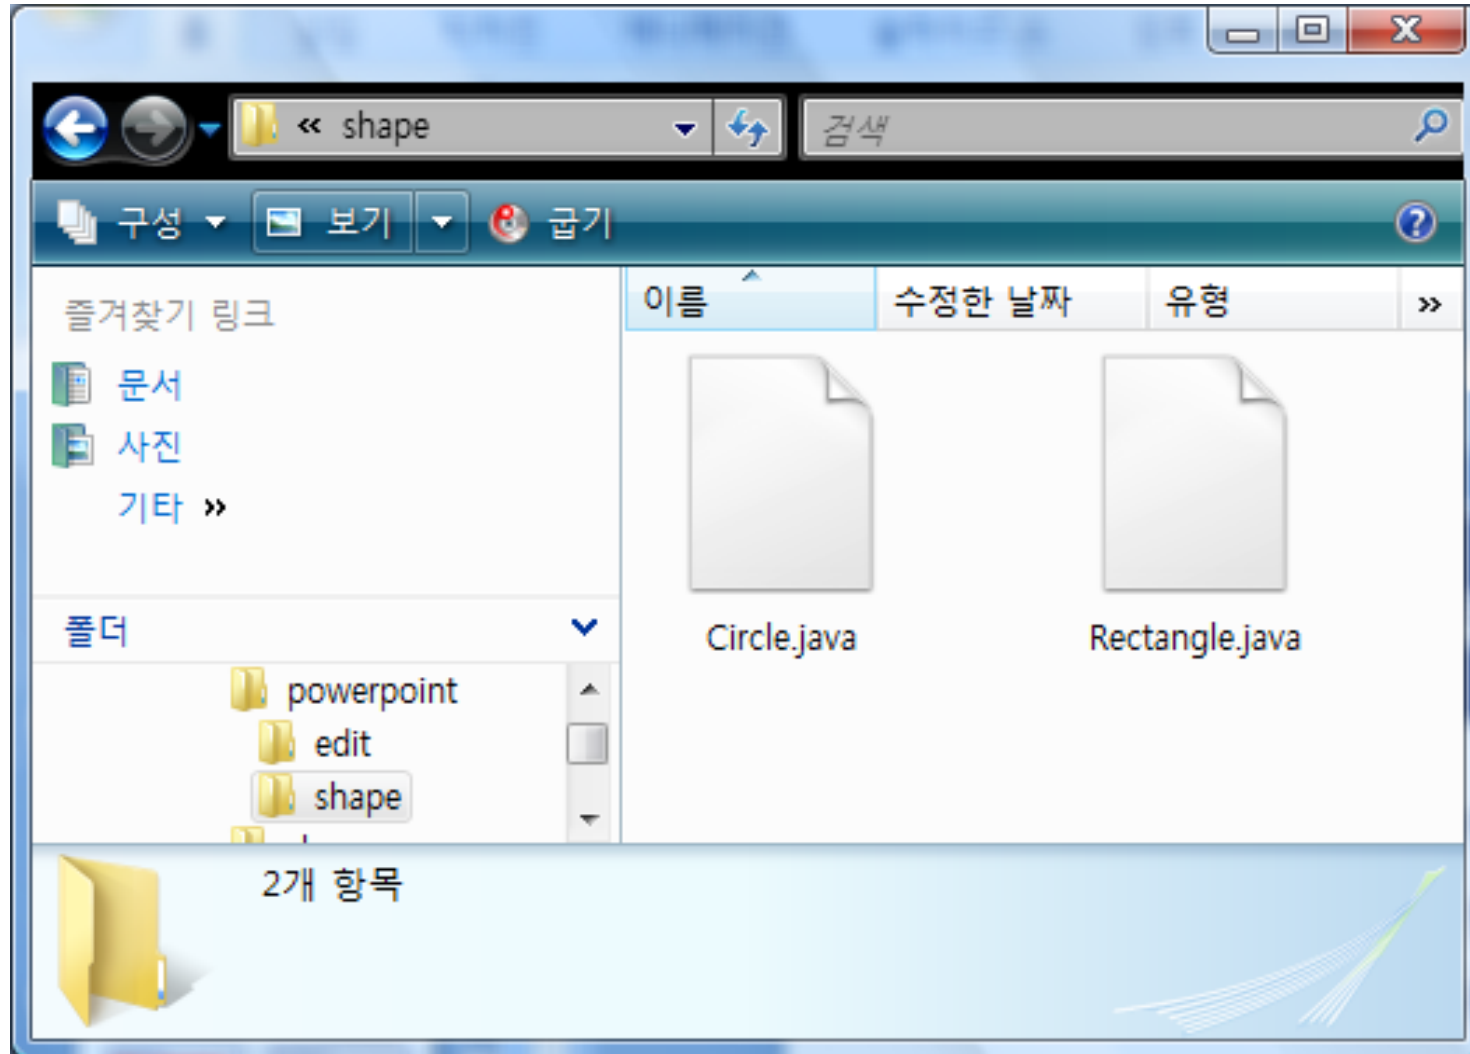 « shape
검색
구성 보기 굽기
즐겨찾기 링크
문서
사진
기타 »
폴더
powerpoint
edit
shape
이름 수정한 날짜 유형 »
Circle.java Rectangle.java
2개 항목